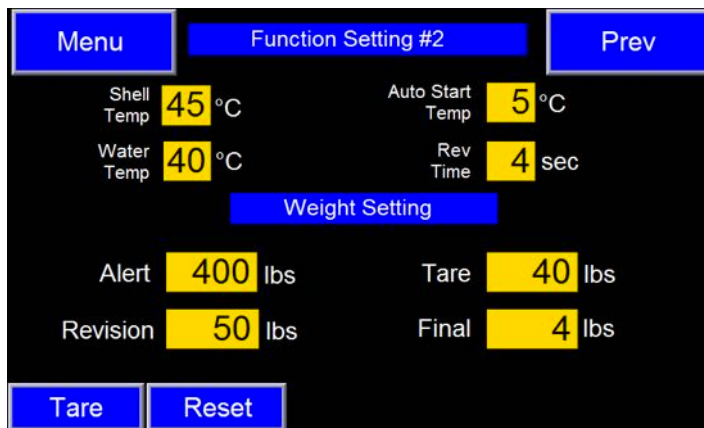 Menu
Function Setting #2
Prev
Shell
Temp
45 °C
Auto Start
Temp
5 °C
Water
Temp
40 °C
Rev
Time
4 sec
Weight Setting
Alert 400 lbs
Tare 40 lbs
Revision 50 lbs
Final 4 lbs
Tare
Reset